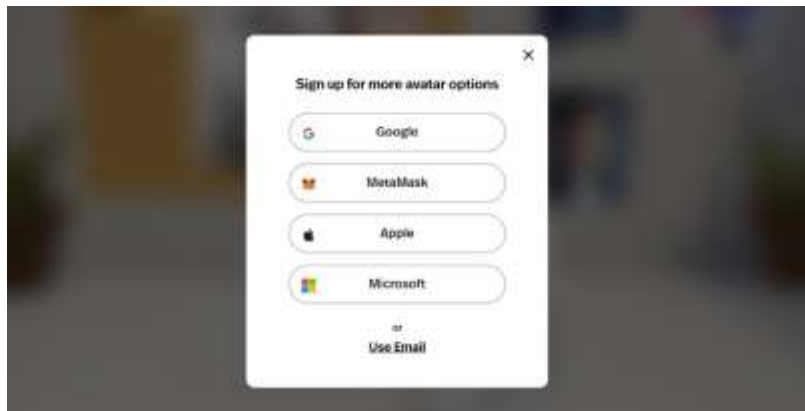 Sign up for more avatar options
Google
MetaMask
Apple
Microsoft
or
Use Email